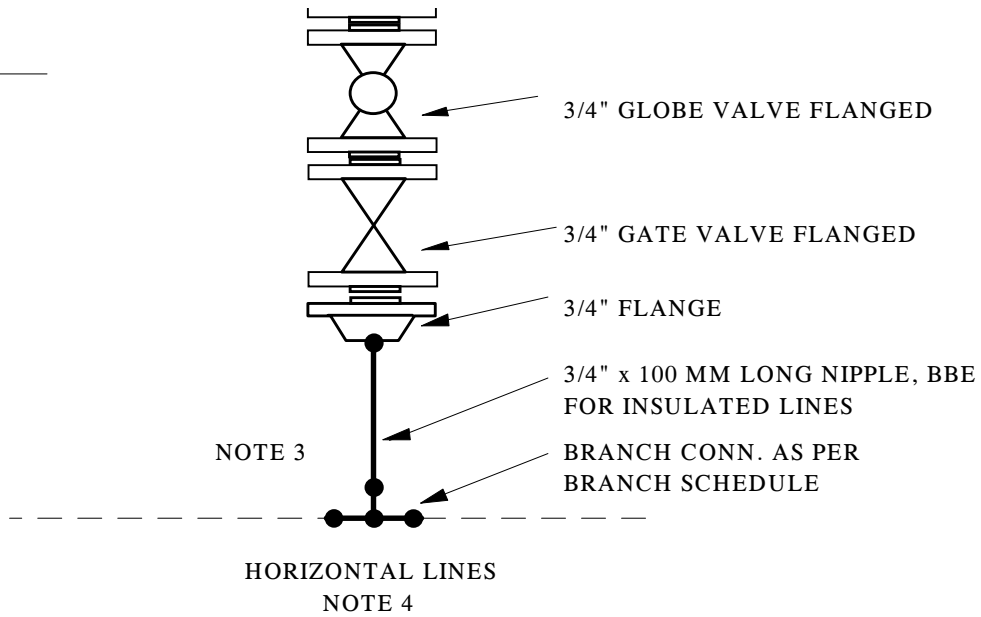 3/4" GLOBE VALVE FLANGED
3/4" GATE VALVE FLANGED
3/4" FLANGE
3/4" x 100 MM LONG NIPPLE, BBE
FOR INSULATED LINES
NOTE 3
BRANCH CONN. AS PER
BRANCH SCHEDULE
HORIZONTAL LINES
NOTE 4